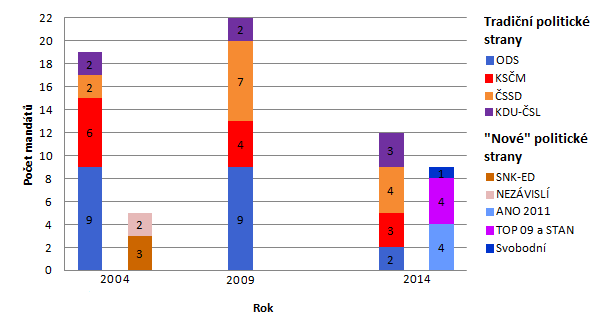 22
20
18
16
14
12
10
8
6
4
2
0
Počet mandátů
2
2
6
9
2
3
2
7
4
9
3
4
3
2
1
4
4
2004
2009
2014
Rok
Tradiční politické
strany
ODS
KSČM
ČSSD
KDU-ČSL
"Nové" politické
strany
SNK-ED
NEZÁVISLÍ
ANO 2011
TOP 09 a STAN
Svobodní